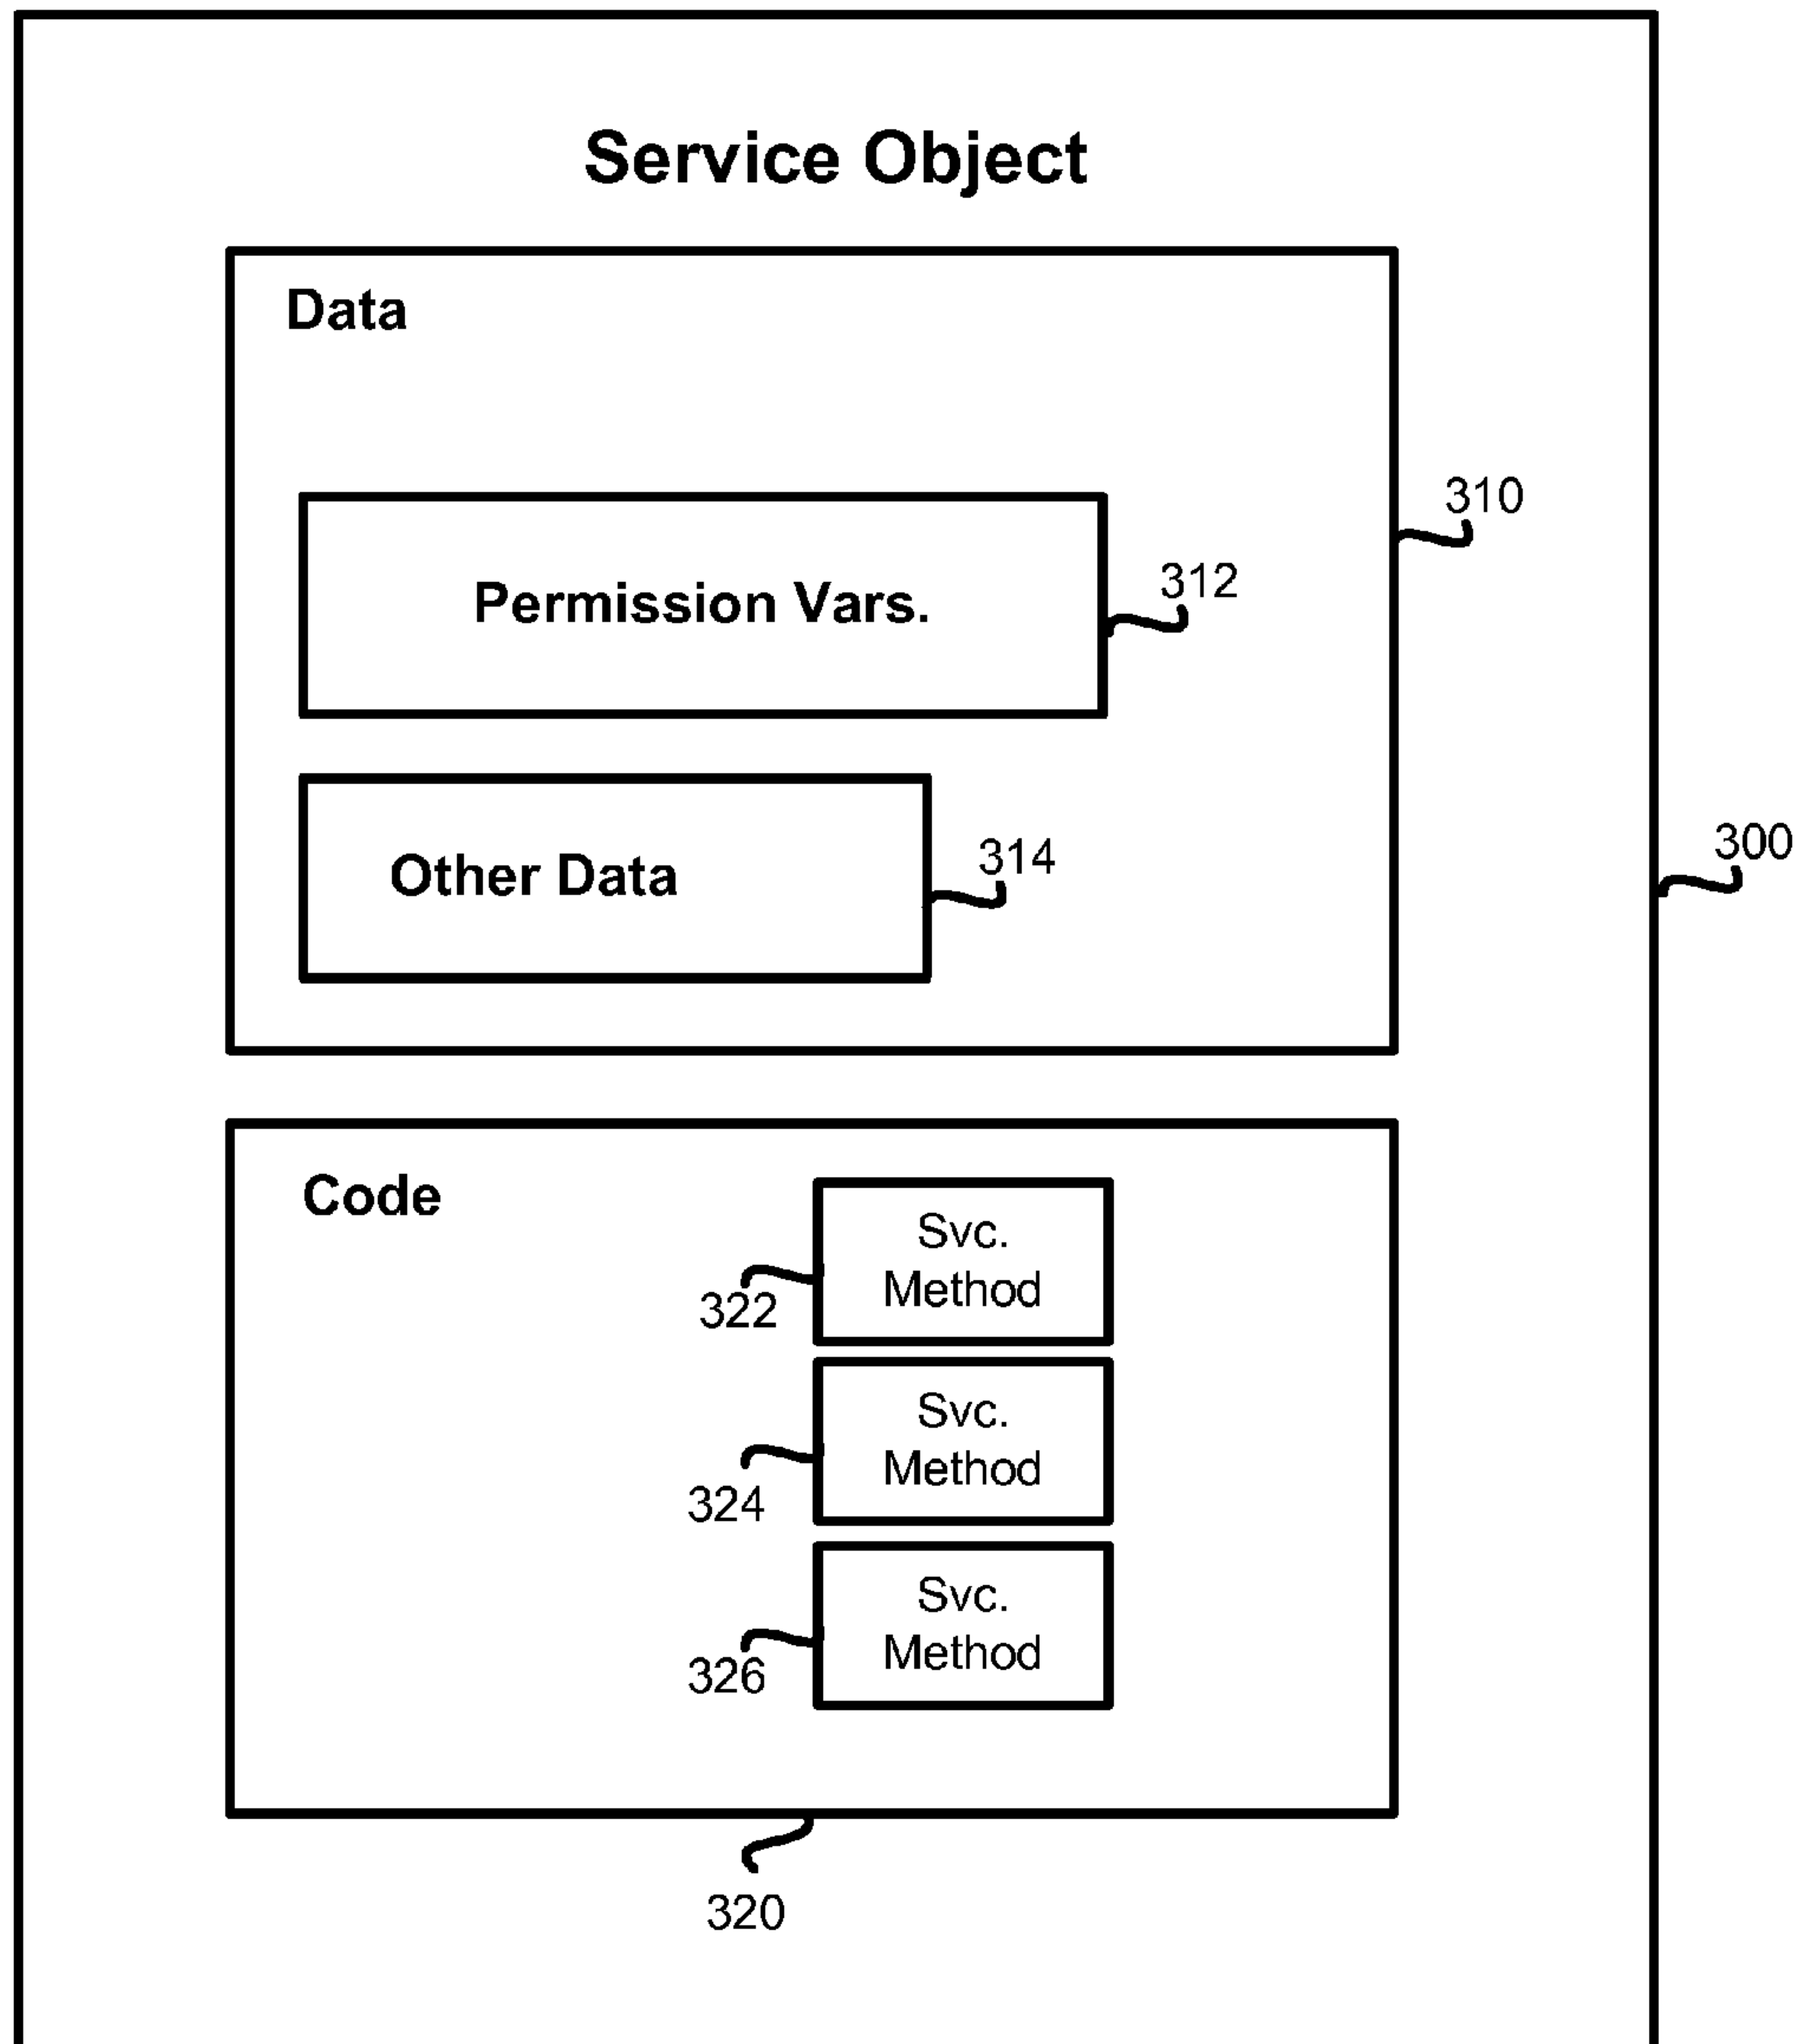 Service Object
Data
310
Permission Vars.
312
Other Data
314
300
Code
Svc.
Method
322
Svc.
Method
324
Svc.
Method
326
320